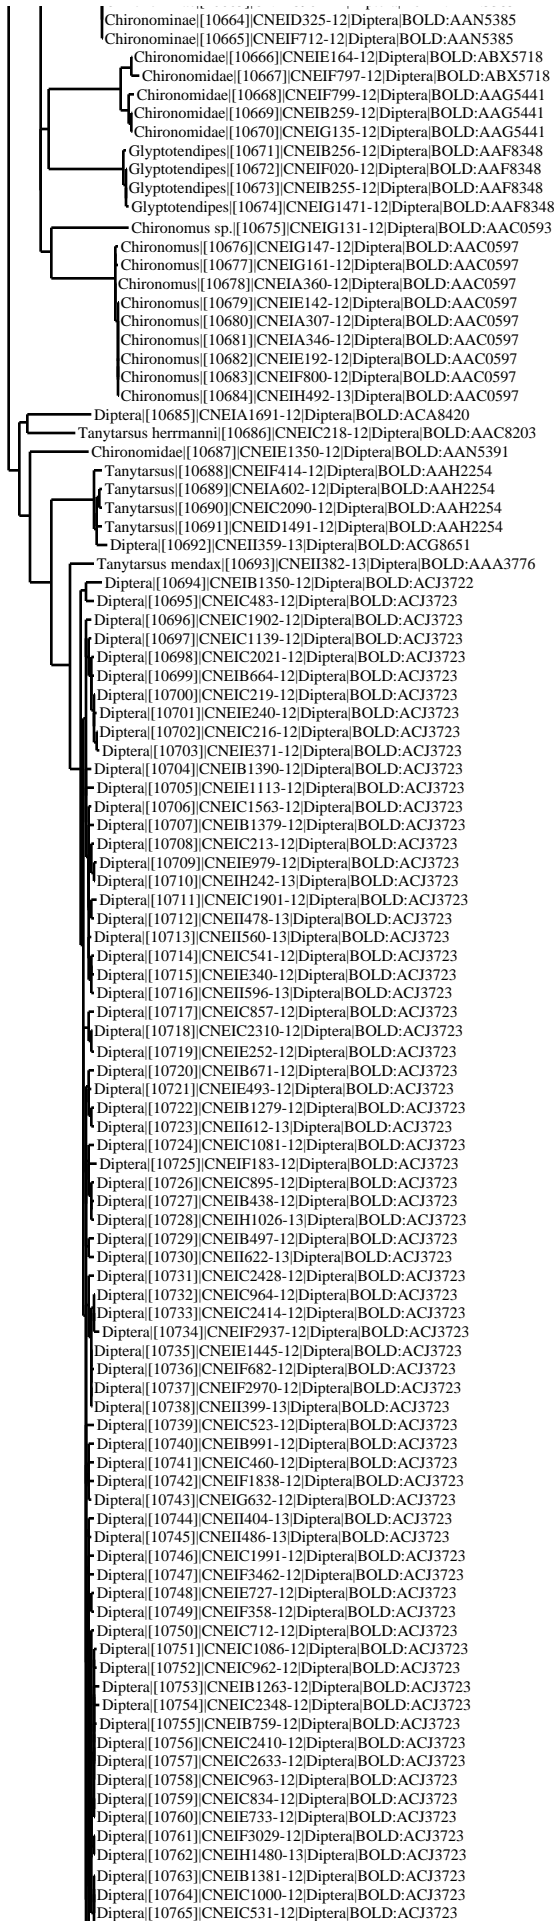 Chironominae|[10664]|CNEID325-12|Diptera|BOLD:AAN5385
Chironominae|[10665]|CNEIF712-12|Diptera|BOLD:AAN5385
Chironomidae|[10666]|CNEIE164-12|Diptera|BOLD:ABX5718
Chironomidae|[10667]|CNEIF797-12|Diptera|BOLD:ABX5718
Chironomidae|[10668]|CNEIF799-12|Diptera|BOLD:AAG5441
Chironomidae|[10669]|CNEIB259-12|Diptera|BOLD:AAG5441
Chironomidae|[10670]|CNEIG135-12|Diptera|BOLD:AAG5441
Glyptotendipes|[10671]|CNEIB256-12|Diptera|BOLD:AAF8348
Glyptotendipes|[10672]|CNEIF020-12|Diptera|BOLD:AAF8348
Glyptotendipes|[10673]|CNEIB255-12|Diptera|BOLD:AAF8348
Glyptotendipes|[10674]|CNEIG1471-12|Diptera|BOLD:AAF8348
Chironomus sp.|[10675]|CNEIG131-12|Diptera|BOLD:AAC0593
Chironomus|[10676]|CNEIG147-12|Diptera|BOLD:AAC0597
Chironomus|[10677]|CNEIG161-12|Diptera|BOLD:AAC0597
Chironomus|[10678]|CNEIA360-12|Diptera|BOLD:AAC0597
Chironomus|[10679]|CNEIE142-12|Diptera|BOLD:AAC0597
Chironomus|[10680]|CNEIA307-12|Diptera|BOLD:AAC0597
Chironomus|[10681]|CNEIA346-12|Diptera|BOLD:AAC0597
Chironomus|[10682]|CNEIE192-12|Diptera|BOLD:AAC0597
Chironomus|[10683]|CNEIF800-12|Diptera|BOLD:AAC0597
Chironomus|[10684]|CNEIH492-13|Diptera|BOLD:AAC0597
Diptera|[10685]|CNEIA1691-12|Diptera|BOLD:ACA8420
Tanytarsus herrmanni|[10686]|CNEIC218-12|Diptera|BOLD:AAC8203
Chironomidae|[10687]|CNEIE1350-12|Diptera|BOLD:AAN5391
Tanytarsus|[10688]|CNEIF414-12|Diptera|BOLD:AAH2254
Tanytarsus|[10689]|CNEIA602-12|Diptera|BOLD:AAH2254
Tanytarsus|[10690]|CNEIC2090-12|Diptera|BOLD:AAH2254
Tanytarsus|[10691]|CNEID1491-12|Diptera|BOLD:AAH2254
Diptera|[10692]|CNEII359-13|Diptera|BOLD:ACG8651
Tanytarsus mendax|[10693]|CNEII382-13|Diptera|BOLD:AAA3776
Diptera|[10694]|CNEIB1350-12|Diptera|BOLD:ACJ3722
Diptera|[10695]|CNEIC483-12|Diptera|BOLD:ACJ3723
Diptera|[10696]|CNEIC1902-12|Diptera|BOLD:ACJ3723
Diptera|[10697]|CNEIC1139-12|Diptera|BOLD:ACJ3723
Diptera|[10698]|CNEIC2021-12|Diptera|BOLD:ACJ3723
Diptera|[10699]|CNEIB664-12|Diptera|BOLD:ACJ3723
Diptera|[10700]|CNEIC219-12|Diptera|BOLD:ACJ3723
Diptera|[10701]|CNEIE240-12|Diptera|BOLD:ACJ3723
Diptera|[10702]|CNEIC216-12|Diptera|BOLD:ACJ3723
Diptera|[10703]|CNEIE371-12|Diptera|BOLD:ACJ3723
Diptera|[10704]|CNEIB1390-12|Diptera|BOLD:ACJ3723
Diptera|[10705]|CNEIE1113-12|Diptera|BOLD:ACJ3723
Diptera|[10706]|CNEIC1563-12|Diptera|BOLD:ACJ3723
Diptera|[10707]|CNEIB1379-12|Diptera|BOLD:ACJ3723
Diptera|[10708]|CNEIC213-12|Diptera|BOLD:ACJ3723
Diptera|[10709]|CNEIE979-12|Diptera|BOLD:ACJ3723
Diptera|[10710]|CNEIH242-13|Diptera|BOLD:ACJ3723
Diptera|[10711]|CNEIC1901-12|Diptera|BOLD:ACJ3723
Diptera|[10712]|CNEII478-13|Diptera|BOLD:ACJ3723
Diptera|[10713]|CNEII560-13|Diptera|BOLD:ACJ3723
Diptera|[10714]|CNEIC541-12|Diptera|BOLD:ACJ3723
Diptera|[10715]|CNEIE340-12|Diptera|BOLD:ACJ3723
Diptera|[10716]|CNEII596-13|Diptera|BOLD:ACJ3723
Diptera|[10717]|CNEIC857-12|Diptera|BOLD:ACJ3723
Diptera|[10718]|CNEIC2310-12|Diptera|BOLD:ACJ3723
Diptera|[10719]|CNEIE252-12|Diptera|BOLD:ACJ3723
Diptera|[10720]|CNEIB671-12|Diptera|BOLD:ACJ3723
Diptera|[10721]|CNEIE493-12|Diptera|BOLD:ACJ3723
Diptera|[10722]|CNEIB1279-12|Diptera|BOLD:ACJ3723
Diptera|[10723]|CNEII612-13|Diptera|BOLD:ACJ3723
Diptera|[10724]|CNEIC1081-12|Diptera|BOLD:ACJ3723
Diptera|[10725]|CNEIF183-12|Diptera|BOLD:ACJ3723
Diptera|[10726]|CNEIC895-12|Diptera|BOLD:ACJ3723
Diptera|[10727]|CNEIB438-12|Diptera|BOLD:ACJ3723
Diptera|[10728]|CNEIH1026-13|Diptera|BOLD:ACJ3723
Diptera|[10729]|CNEIB497-12|Diptera|BOLD:ACJ3723
Diptera|[10730]|CNEII622-13|Diptera|BOLD:ACJ3723
Diptera|[10731]|CNEIC2428-12|Diptera|BOLD:ACJ3723
Diptera|[10732]|CNEIC964-12|Diptera|BOLD:ACJ3723
Diptera|[10733]|CNEIC2414-12|Diptera|BOLD:ACJ3723
Diptera|[10734]|CNEIF2937-12|Diptera|BOLD:ACJ3723
Diptera|[10735]|CNEIE1445-12|Diptera|BOLD:ACJ3723
Diptera|[10736]|CNEIF682-12|Diptera|BOLD:ACJ3723
Diptera|[10737]|CNEIF2970-12|Diptera|BOLD:ACJ3723
Diptera|[10738]|CNEII399-13|Diptera|BOLD:ACJ3723
Diptera|[10739]|CNEIC523-12|Diptera|BOLD:ACJ3723
Diptera|[10740]|CNEIB991-12|Diptera|BOLD:ACJ3723
Diptera|[10741]|CNEIC460-12|Diptera|BOLD:ACJ3723
Diptera|[10742]|CNEIF1838-12|Diptera|BOLD:ACJ3723
Diptera|[10743]|CNEIG632-12|Diptera|BOLD:ACJ3723
Diptera|[10744]|CNEII404-13|Diptera|BOLD:ACJ3723
Diptera|[10745]|CNEII486-13|Diptera|BOLD:ACJ3723
Diptera|[10746]|CNEIC1991-12|Diptera|BOLD:ACJ3723
Diptera|[10747]|CNEIF3462-12|Diptera|BOLD:ACJ3723
Diptera|[10748]|CNEIE727-12|Diptera|BOLD:ACJ3723
Diptera|[10749]|CNEIF358-12|Diptera|BOLD:ACJ3723
Diptera|[10750]|CNEIC712-12|Diptera|BOLD:ACJ3723
Diptera|[10751]|CNEIC1086-12|Diptera|BOLD:ACJ3723
Diptera|[10752]|CNEIC962-12|Diptera|BOLD:ACJ3723
Diptera|[10753]|CNEIB1263-12|Diptera|BOLD:ACJ3723
Diptera|[10754]|CNEIC2348-12|Diptera|BOLD:ACJ3723
Diptera|[10755]|CNEIB759-12|Diptera|BOLD:ACJ3723
Diptera|[10756]|CNEIC2410-12|Diptera|BOLD:ACJ3723
Diptera|[10757]|CNEIC2633-12|Diptera|BOLD:ACJ3723
Diptera|[10758]|CNEIC963-12|Diptera|BOLD:ACJ3723
Diptera|[10759]|CNEIC834-12|Diptera|BOLD:ACJ3723
Diptera|[10760]|CNEIE733-12|Diptera|BOLD:ACJ3723
Diptera|[10761]|CNEIF3029-12|Diptera|BOLD:ACJ3723
Diptera|[10762]|CNEIH1480-13|Diptera|BOLD:ACJ3723
Diptera|[10763]|CNEIB1381-12|Diptera|BOLD:ACJ3723
Diptera|[10764]|CNEIC1000-12|Diptera|BOLD:ACJ3723
Diptera|[10765]|CNEIC531-12|Diptera|BOLD:ACJ3723